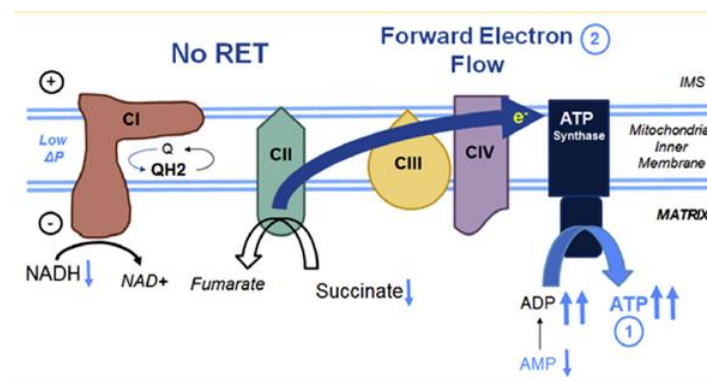 No RET
Forward Electron 2
Flow
+
IMS
CI
e-
ATP
Synthase
Low
ΔP
Q
QH2
CII
CIII
CIV
Mitochondria
Inner
Membrane
-
MATRIX
NADH
NAD+
Fumarate
Succinate
ADP
ATP
1
AMP